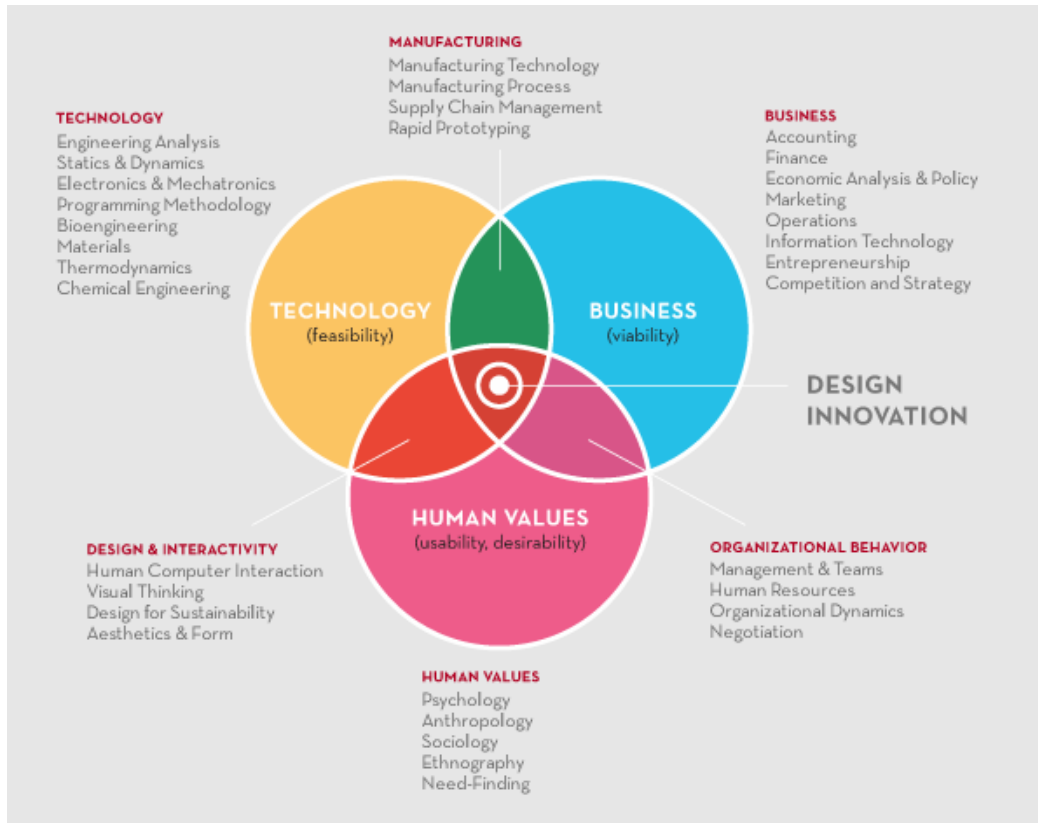 MANUFACTURING
Manufacturing Technology
Manufacturing Process
Supply Chain Management
Rapid Prototyping
TECHNOLOGY
Engineering Analysis
Statics & Dynamics
Electronics & Mechatronics
Programming Methodology
Bioengineering
Materials
Thermodynamics
Chemical Engineering
BUSINESS
Accounting
Finance
Economic Analysis & Policy
Marketing
Operations
Information Technology
Entrepreneurship
Competition and Strategy
TECHNOLOGY
(feasibility)
BUSINESS
(viability)
DESIGN
INNOVATION
HUMAN VALUES
(usability, desirability)
DESIGN & INTERACTIVITY
Human Computer Interaction
Visual Thinking
Design for Sustainability
Aesthetics & Form
ORGANIZATIONAL BEHAVIOR
Management & Teams
Human Resources
Organizational Dynamics
Negotiation
HUMAN VALUES
Psychology
Anthropology
Sociology
Ethnography
Need-Finding